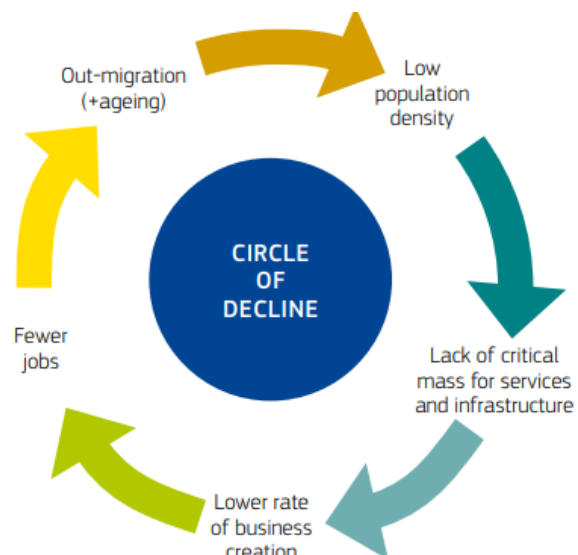 Out-migration
(+ageing)
Low
population
density
CIRCLE
OF
DECLINE
Lack of critical
mass for services
and infrastructure
Fewer
jobs
Lower rate
of business
creation